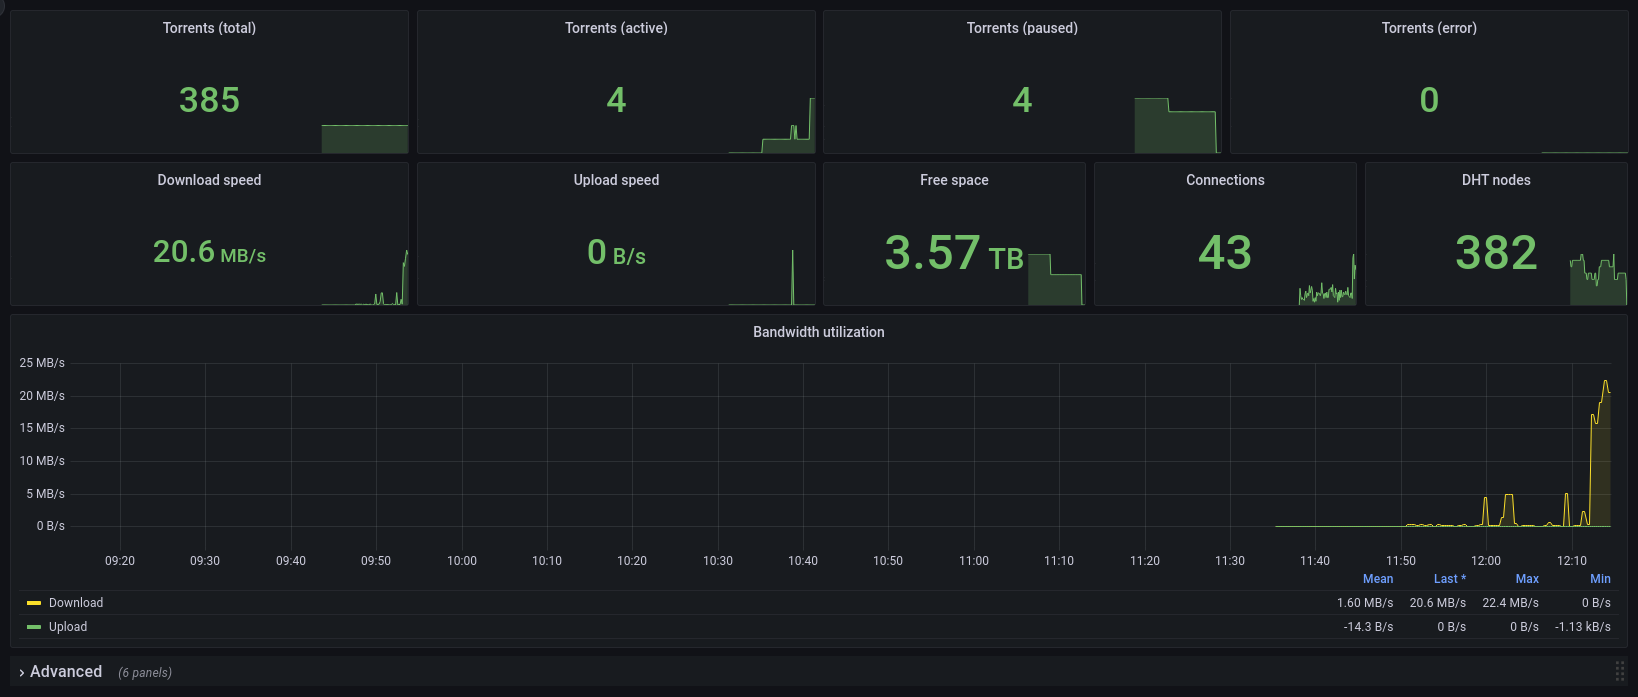 Torrents (total) Torrents (active) Torrents (paused) Torrents (error)
385 4 4 0
Download speed Upload speed Free space Connections DHT nodes
20.6 MB/s 0 B/s 3.57 TB 43 382
Bandwidth utilization
25 MB/s
20 MB/s
15 MB/s
10 MB/s
5 MB/s
0 B/s
09:20 09:30 09:40 09:50 10:00 10:10 10:20 10:30 10:40 10:50 11:00 11:10 11:20 11:30 11:40 11:50 12:00 12:10
Mean Last * Max Min
Download 1.60 MB/s 20.6 MB/s 22.4 MB/s 0 B/s
Upload -14.3 B/s 0 B/s 0 B/s -1.13 kB/s
Advanced (6 panels)